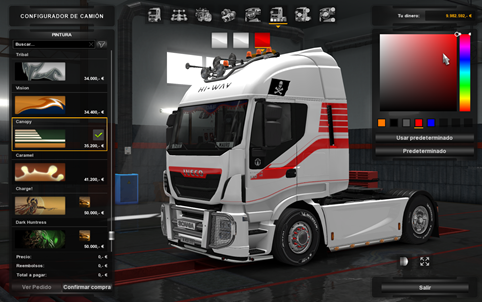 CONFIGURADOR DE CAMIÓN
Tu dinero:
PINTURA
Buscar...
Tribal
34.000,- €
Vision
34.400,- €
Canopy
35.200,- €
Caramel
41.200,- €
Charge!
50.000,- €
Dark Huntress
50.000,- €
Precio:
0,- €
Reembolsos:
0,- €
Total a pagar:
0,- €
Ver Pedido
Confirmar compra
HI-WAY
IVECO
Usar predeterminado
Predeterminado
Salir